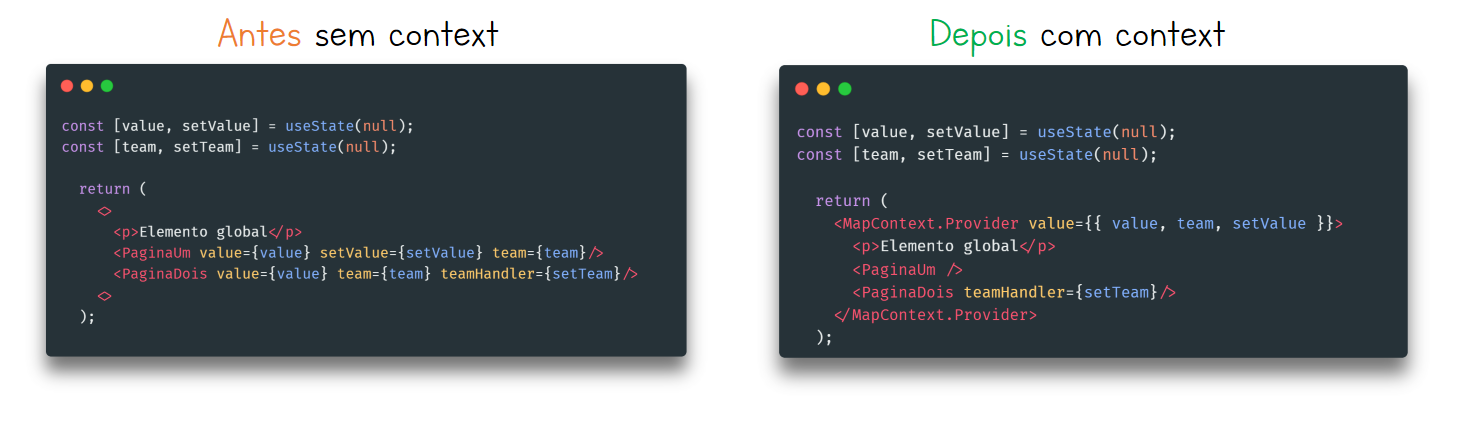 Antes sem context
const [value, setValue] = useState(null);
const [team, setTeam] = useState(null);
return (
<>
<p>Elemento global</p>
<PaginaUm value={value} setValue={setValue} team={team}/>
<PaginaDois value={value} team={team} teamHandler={setTeam}/>
<>
);
Depois com context
const [value, setValue] = useState(null);
const [team, setTeam] = useState(null);
return (
<MapContext.Provider value={{ value, team, setValue }}>
<p>Elemento global</p>
<PaginaUm />
<PaginaDois teamHandler={setTeam}/>
</MapContext.Provider>
);